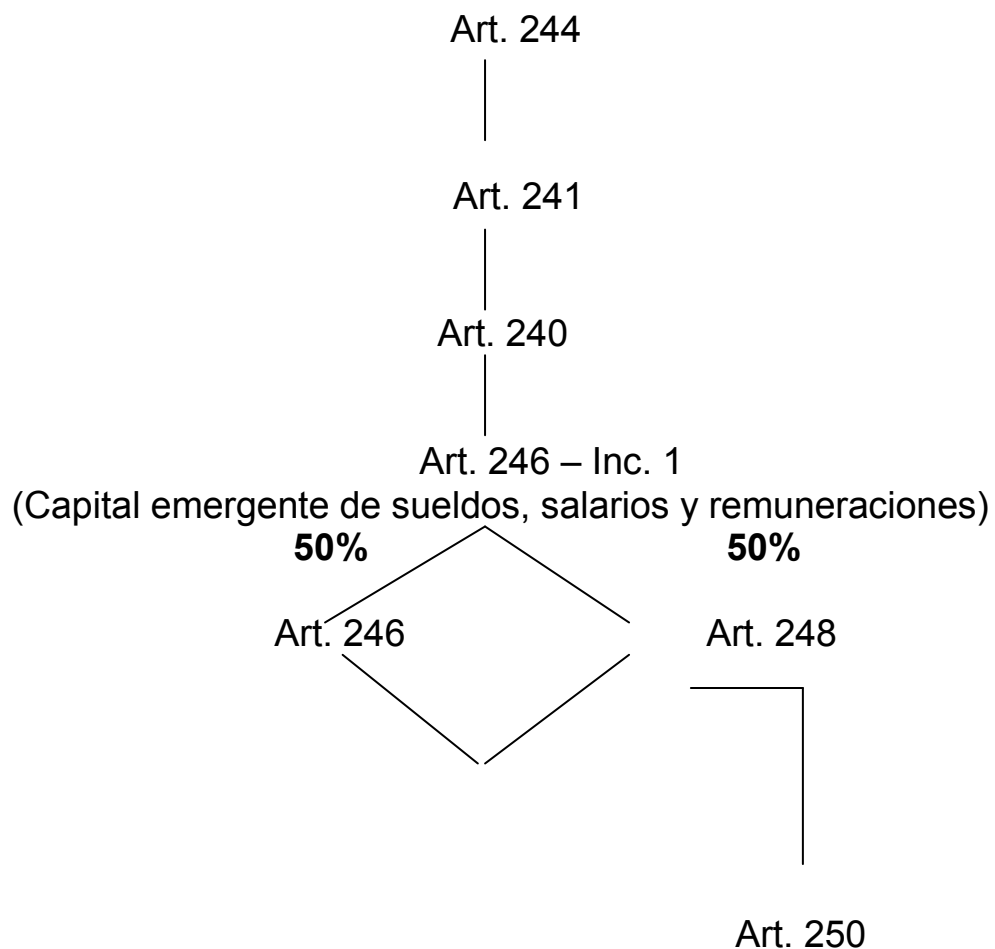 Art. 244
Art. 241
Art. 240
Art. 246 – Inc. 1
(Capital emergente de sueldos, salarios y remuneraciones)
50% 50%
Art. 246 Art. 248
Art. 250